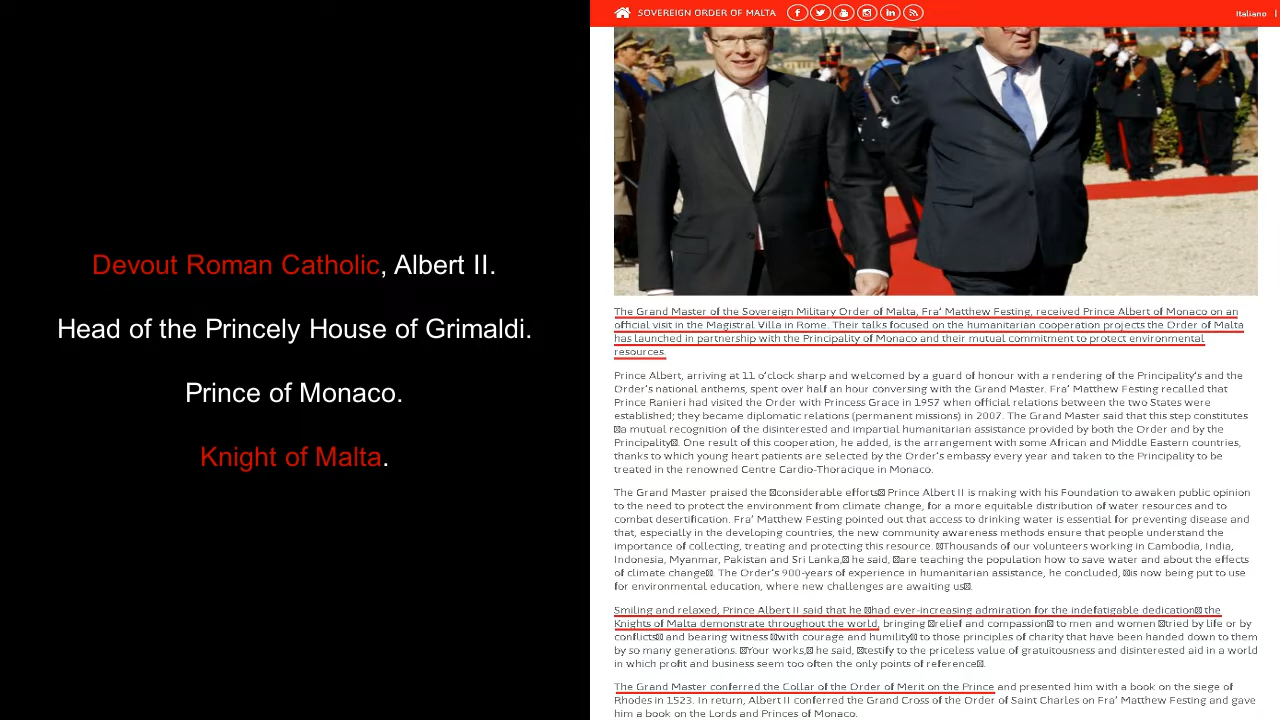 Devout Roman Catholic, Albert II.
Head of the Princely House of Grimaldi.
Prince of Monaco.
Knight of Malta.
SOVEREIGN ORDER OF MALTA
Italiano |
The Grand Master of the Sovereign Military Order of Malta, Fra’ Matthew Festing, received Prince Albert of Monaco on an
official visit in the Magistral Villa in Rome. Their talks focused on the humanitarian cooperation projects the Order of Malta
has launched in partnership with the Principality of Monaco and their mutual commitment to protect environmental
resources.
Prince Albert, arriving at 11 o’clock sharp and welcomed by a guard of honour with a rendering of the Principality’s and the
Order’s national anthems, spent over half an hour conversing with the Grand Master. Fra’ Matthew Festing recalled that
Prince Ranieri had visited the Order with Princess Grace in 1957 when official relations between the two States were
established; they became diplomatic relations (permanent missions) in 2007. The Grand Master said that this step constitutes
a mutual recognition of the disinterested and impartial humanitarian assistance provided by both the Order and by the
Principality. One result of this cooperation, he added, is the arrangement with some African and Middle Eastern countries,
thanks to which young heart patients are selected by the Order’s embassy every year and taken to the Principality to be
treated in the renowned Centre Cardio-Thoracique in Monaco.
The Grand Master praised the considerable efforts Prince Albert II is making with his Foundation to awaken public opinion
to the need to protect the environment from climate change, for a more equitable distribution of water resources and to
combat desertification. Fra’ Matthew Festing pointed out that access to drinking water is essential for preventing disease and
that, especially in the developing countries, the new community awareness methods ensure that people understand the
importance of collecting, treating and protecting this resource. Thousands of our volunteers working in Cambodia, India,
Indonesia, Myanmar, Pakistan and Sri Lanka, he said, are teaching the population how to save water and about the effects
of climate change. The Order’s 900-years of experience in humanitarian assistance, he concluded, is now being put to use
for environmental education, where new challenges are awaiting us.
Smiling and relaxed, Prince Albert II said that he had ever-increasing admiration for the indefatigable dedication the
Knights of Malta demonstrate throughout the world, bringing relief and compassion to men and women tried by life or by
conflicts and bearing witness with courage and humility to those principles of charity that have been handed down to them
by so many generations. Your works, he said, testify to the priceless value of gratuitousness and disinterested aid in a world
in which profit and business seem too often the only points of reference.
The Grand Master conferred the Collar of the Order of Merit on the Prince and presented him with a book on the siege of
Rhodes in 1523. In return, Albert II conferred the Grand Cross of the Order of Saint Charles on Fra’ Matthew Festing and gave
him a book on the Lords and Princes of Monaco.